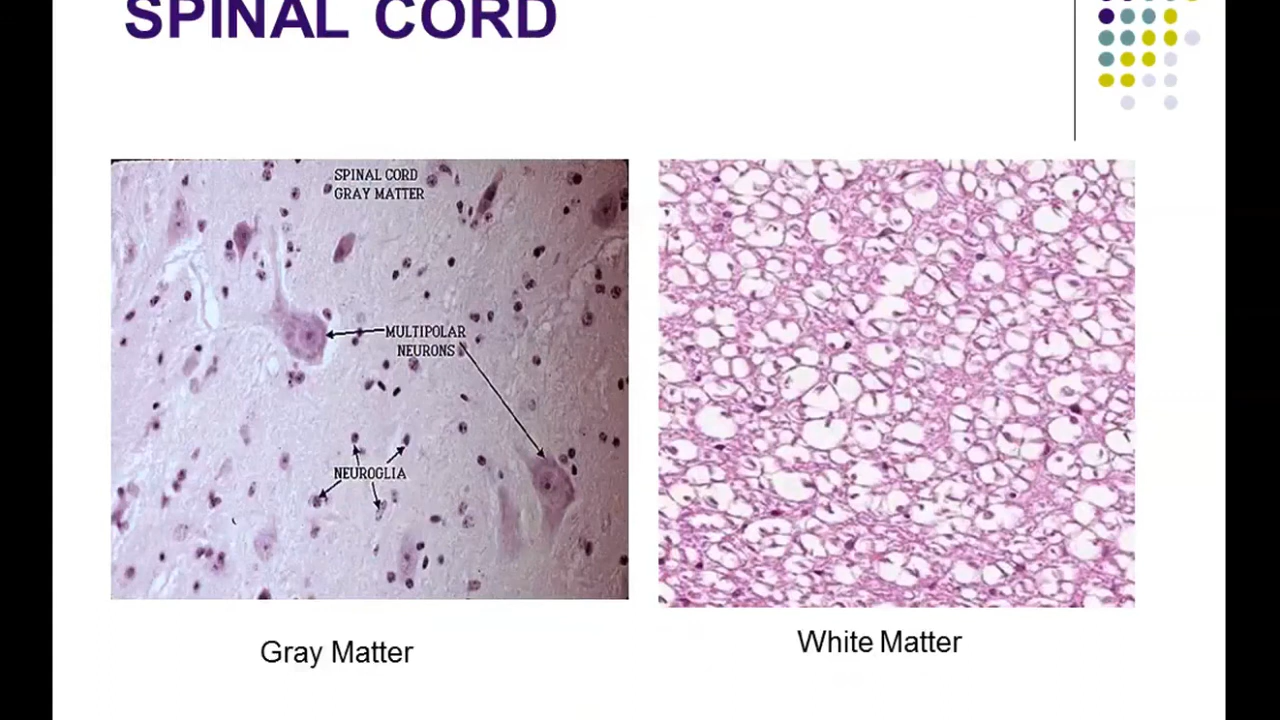 SPINAL CORD
SPINAL CORD
GRAY MATTER
MULTIPOLAR
NEURONS
NEUROGLIA
Gray Matter
White Matter